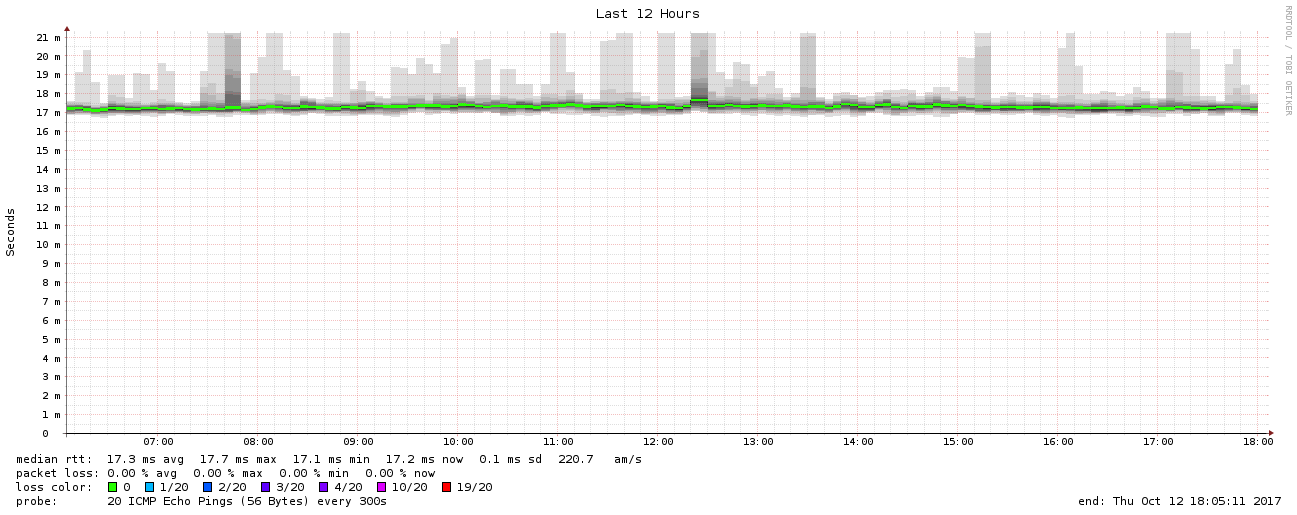 Last 12 Hours
RRDTOOL / TOBI OETIKER
Seconds
21 m
20 m
19 m
18 m
17 m
16 m
15 m
14 m
13 m
12 m
11 m
10 m
9 m
8 m
7 m
6 m
5 m
4 m
3 m
2 m
1 m
0
07:00 08:00 09:00 10:00 11:00 12:00 13:00 14:00 15:00 16:00 17:00 18:00
median rtt: 17.3 ms avg 17.7 ms max 17.1 ms min 17.2 ms now 0.1 ms sd 220.7 am/s
packet loss: 0.00 % avg 0.00 % max 0.00 % min 0.00 % now
loss color: 0 1/20 2/20 3/20 4/20 10/20 19/20
probe: 20 ICMP Echo Pings (56 Bytes) every 300s end: Thu Oct 12 18:05:11 2017